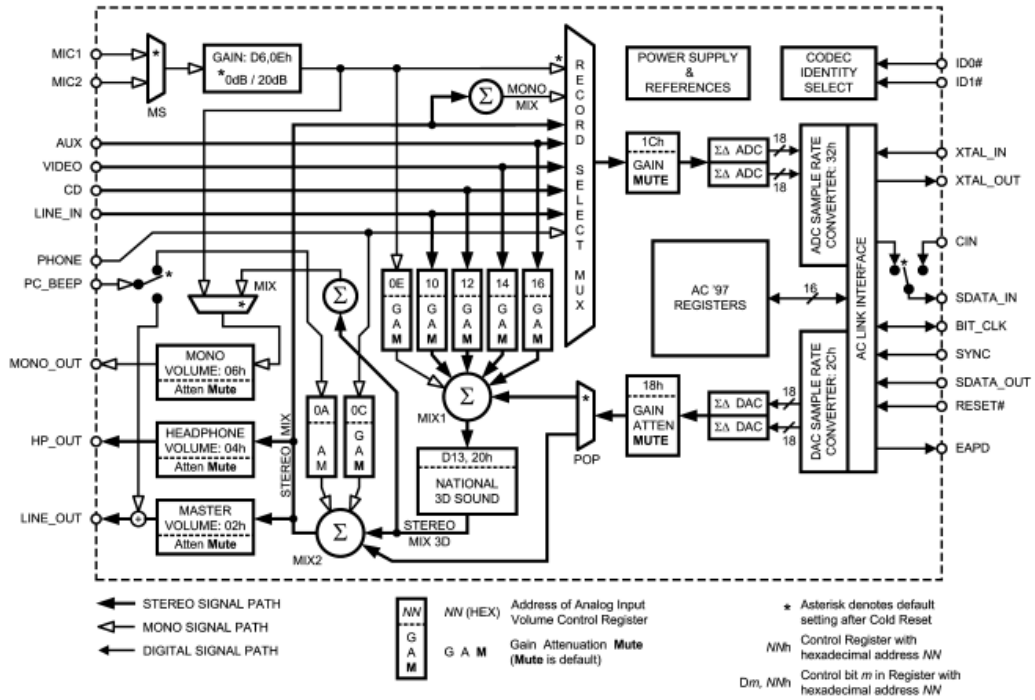 MIC1
MIC2
MS
*
GAIN: D6,0Eh
*0dB / 20dB
AUX
VIDEO
CD
LINE_IN
PHONE
PC_BEEP
*
MIX
*
MONO_OUT
MONO
VOLUME: 06h
Atten Mute
HP_OUT
HEADPHONE
VOLUME: 04h
Atten Mute
LINE_OUT
+
MASTER
VOLUME: 02h
Atten Mute
STEREO MIX
Σ
MONO
MIX
Σ
*
RECORD SELECT MUX
0E
G
A
M
10
G
A
M
12
G
A
M
14
G
A
M
16
G
A
M
0A
A
M
0C
G
A
M
Σ
MIX1
D13, 20h
NATIONAL
3D SOUND
STEREO
MIX 3D
Σ
MIX2
POWER SUPPLY
&
REFERENCES
CODEC
IDENTITY
SELECT
ID0#
ID1#
1Ch
GAIN
MUTE
ΣΔ ADC
ΣΔ ADC
18
18
ADC SAMPLE RATE
CONVERTER: 32h
AC '97
REGISTERS
16
AC LINK INTERFACE
*
POP
18h
GAIN
ATTEN
MUTE
ΣΔ DAC
ΣΔ DAC
18
18
DAC SAMPLE RATE
CONVERTER: 2Ch
XTAL_IN
XTAL_OUT
CIN
*
SDATA_IN
BIT_CLK
SYNC
SDATA_OUT
RESET#
EAPD
STEREO SIGNAL PATH
MONO SIGNAL PATH
DIGITAL SIGNAL PATH
NN
G
A
M
NN (HEX)
Address of Analog Input
Volume Control Register
G A M
Gain Attenuation Mute
(Mute is default)
* Asterisk denotes default
setting after Cold Reset
NNh Control Register with
hexadecimal address NN
Dm, NNh Control bit m in Register with
hexadecimal address NN